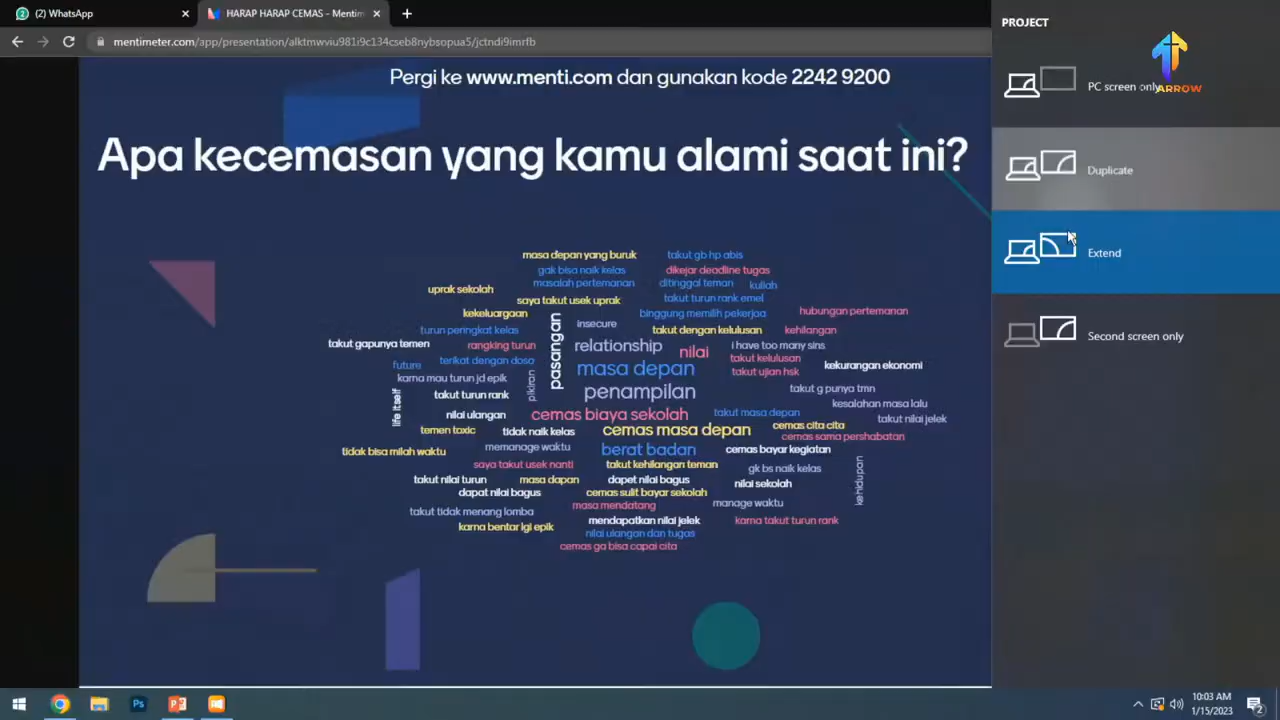 (2) WhatsApp
HARAP HARAP CEMAS - Mentim
mentimeter.com/app/presentation/alktmwviu981i9c134cseb8nybsopua5/jctndi9imrfb
PROJECT
PC screen only
ARROW
Duplicate
Extend
Second screen only
Pergi ke www.menti.com dan gunakan kode 2242 9200
Apa kecemasan yang kamu alami saat ini?
masa depan yang buruk
takut gb hp abis
gak bisa naik kelas
dikejar deadline tugas
masalah pertemanan
ditinggal teman
kuliah
uprak sekolah
saya takut usek uprak
takut turun rank emel
kekeluargaan
binggung memilih pekerjaa
hubungan pertemanan
pasangan
insecure
turun peringkat kelas
takut dengan kelulusan
kehilangan
takut gapunya temen
rangking turun
relationship
nilai
i have too many sins
future
terikat dengan doso
masa depan
takut kelulusan
takut ujian hsk
kekurangan ekonomi
karna mau turun jd epik
pikiran
penampilan
takut g punya tmn
life itself
takut turun rank
kesalahan masa lalu
nilai ulangan
cemas biaya sekolah
takut masa depan
takut nilai jelek
temen toxic
tidak naik kelas
cemas masa depan
cemas cita cita
cemas sama pershabatan
tidak bisa milah waktu
memanage waktu
berat badan
cemas bayar kegiatan
saya takut usek nanti
takut kehilangan teman
gk bs naik kelas
kehidupan
takut nilai turun
masa dapan
dapet nilai bagus
nilai sekolah
dapat nilai bagus
cemas sulit bayar sekolah
masa mendatang
manage waktu
takut tidak menang lomba
mendapatkan nilai jelek
karna takut turun rank
karna bentar lgi epik
nilai ulangan dan tugas
cemas ga bisa capai cita
10:03 AM
1/15/2023
2